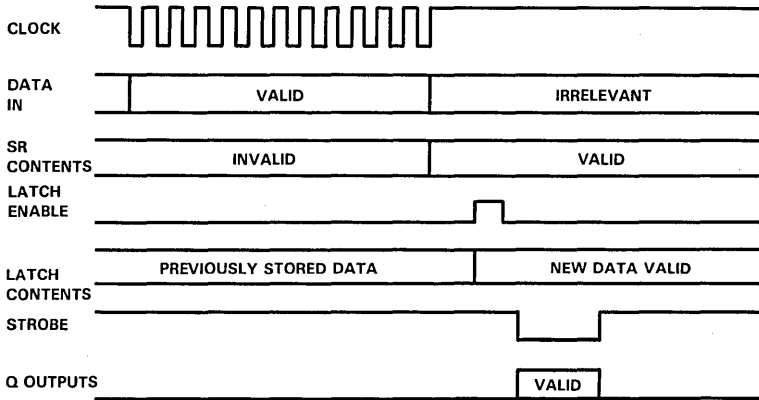 CLOCK
DATA
IN
VALID
IRRELEVANT
SR
CONTENTS
INVALID
VALID
LATCH
ENABLE
LATCH
CONTENTS
PREVIOUSLY STORED DATA
NEW DATA VALID
STROBE
Q OUTPUTS
VALID